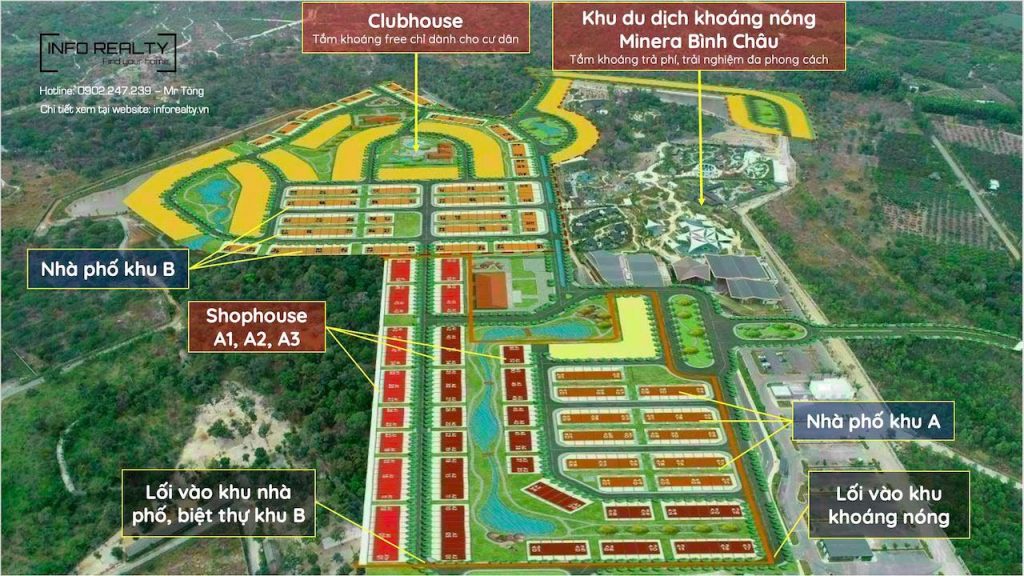 INFO REALTY
Find your home
Hotline: 0902.247.239 – Mr Tòng
Chi tiết xem tại website: inforealty.vn
Clubhouse
Tắm khoáng free chỉ dành cho cư dân
Khu du dịch khoáng nóng
Minera Bình Châu
Tắm khoáng trả phí, trải nghiệm đa phong cách
Nhà phố khu B
Shophouse
A1, A2, A3
Nhà phố khu A
Lối vào khu nhà
phố, biệt thự khu B
Lối vào khu
khoáng nóng